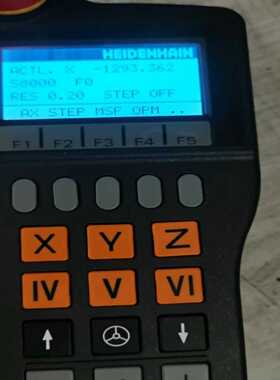 HEIDENHAIN
ACTL. X -1293.362
S0000 F0
RES 0.20 STEP OFF
AX STEP MSF OPM ..
F1 F2 F3 F4 F5
X Y Z
IV V VI